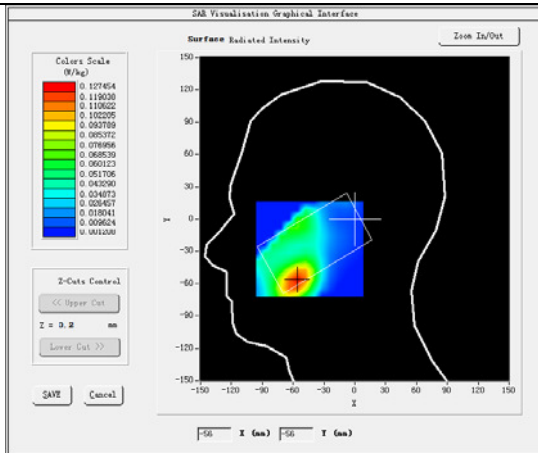 SAR Visualisation Graphical Interface
Surface Radiated Intensity
Zoom In/Out
Colors Scale
(W/kg)
0.127454
0.119038
0.110622
0.102205
0.093789
0.085372
0.076956
0.068539
0.060123
0.051706
0.043290
0.034873
0.026457
0.018041
0.009624
0.001208
Z-Cuts Control
<< Upper Cut
Z = 3.2 mm
Lower Cut >>
SAVE
Cancel
150
120
90
60
30
0
-30
-60
-90
-120
-150
Y
-150 -120 -90 -60 -30 0 30 60 90 120 150
X
-56 X (mm) -56 Y (mm)